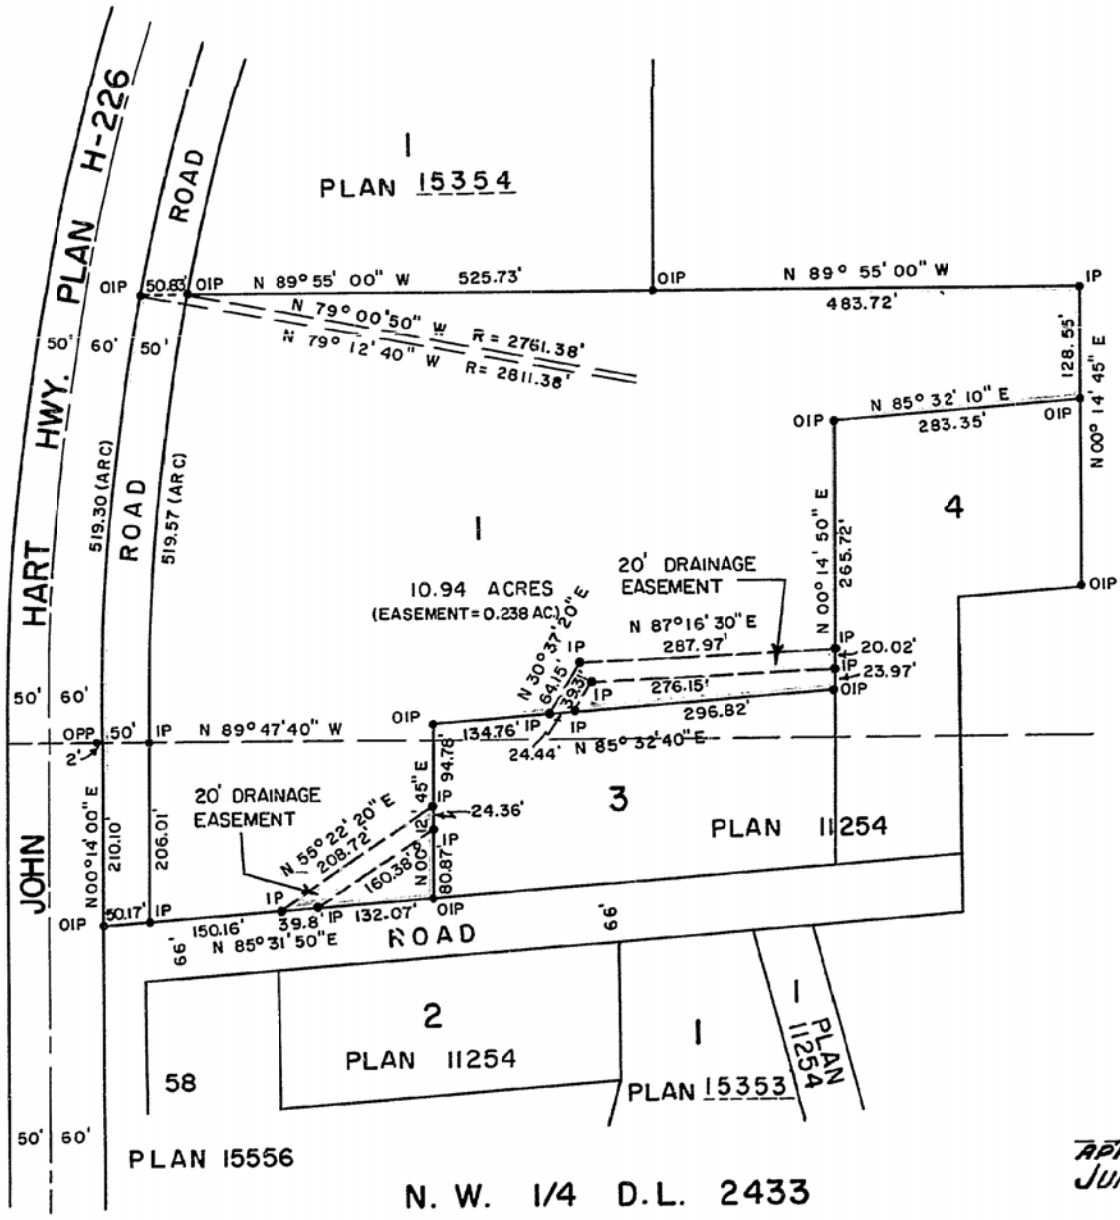 PLAN H-226
HWY.
HART
JOHN
ROAD
1
PLAN 15354
OIP 50.83' OIP N 89° 55' 00" W 525.73' OIP N 89° 55' 00" W IP
483.72'
N 79° 00' 50" W R = 2761.38'
N 79° 12' 40" W R = 2811.38'
50' 60' 50'
128.55'
N 00° 14' 45" E
N 85° 32' 10" E
OIP 283.35' OIP
519.30 (ARC)
ROAD
519.57 (ARC)
4
1
N 00° 14' 50" E
265.72'
20' DRAINAGE
EASEMENT
10.94 ACRES
(EASEMENT = 0.238 AC.)
OIP
N 30° 37' 20" E
64.15'
39.31'
N 87° 16' 30" E
287.97'
IP 20.02'
IP
IP 23.97'
276.15'
IP
OIP
50' 60'
OIP
134.76' IP IP 296.82'
24.44' N 85° 32' 40" E
OPP 50' IP N 89° 47' 40" W
2'
94.78'
N 00° 12' 45" E
20' DRAINAGE
EASEMENT
N 55° 22' 20" E
208.72'
IP 24.36'
IP
160.38'
80.87'
3
PLAN 11254
N 00° 14' 00" E
210.10'
206.01'
OIP 50.17' IP 150.16' IP 39.8' IP 132.07' OIP
N 85° 31' 50" E
66'
ROAD
66'
2
PLAN 11254
1
PLAN 15353
1
PLAN
11254
58
50' 60'
PLAN 15556
N. W. 1/4 D.L. 2433